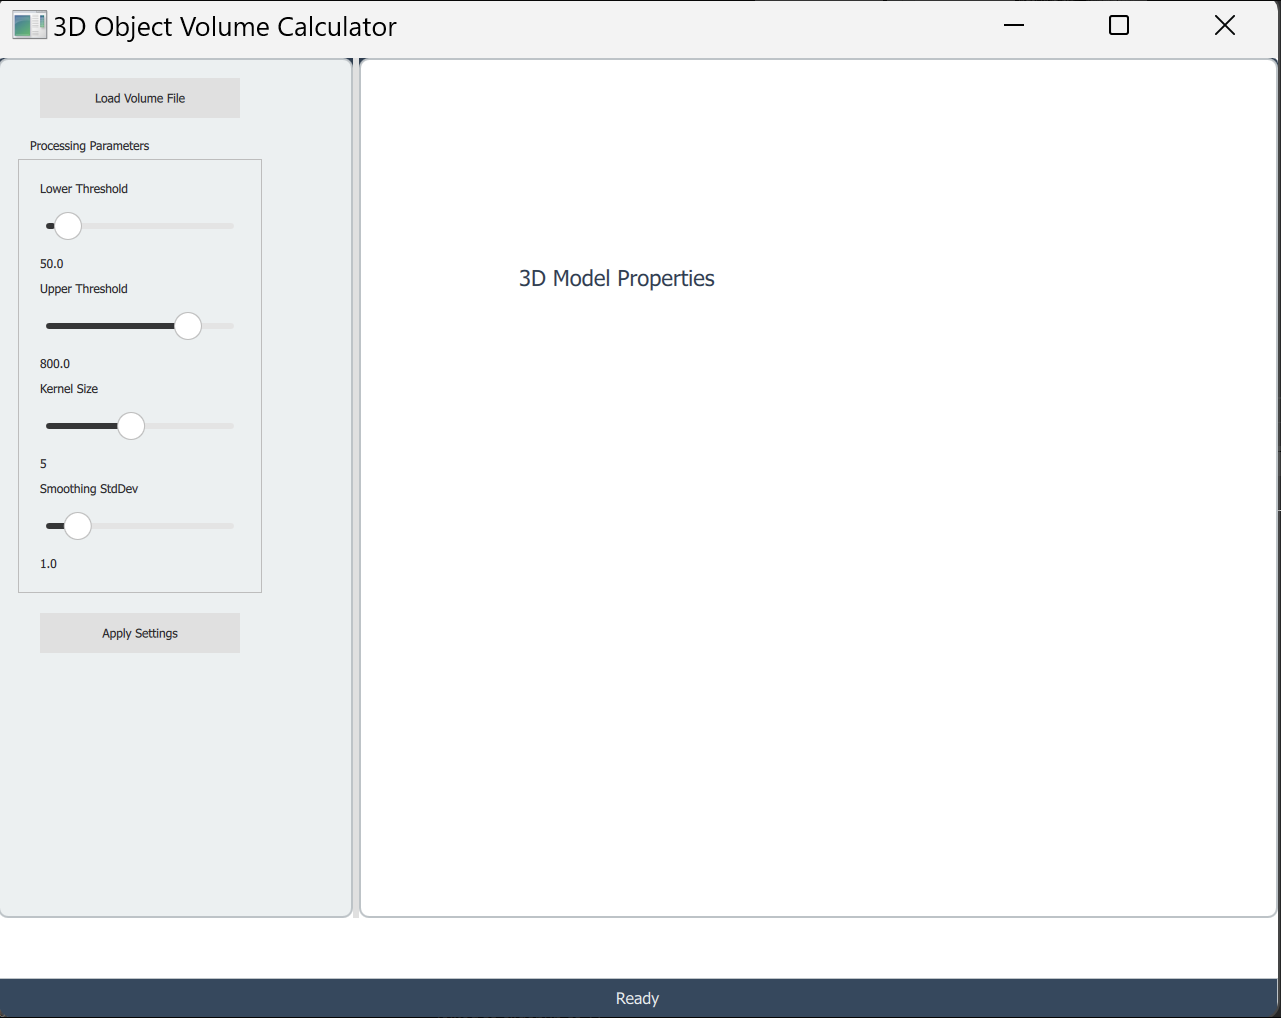 3D Object Volume Calculator
Load Volume File
Processing Parameters
Lower Threshold
50.0
Upper Threshold
800.0
Kernel Size
5
Smoothing StdDev
1.0
Apply Settings
3D Model Properties
Ready